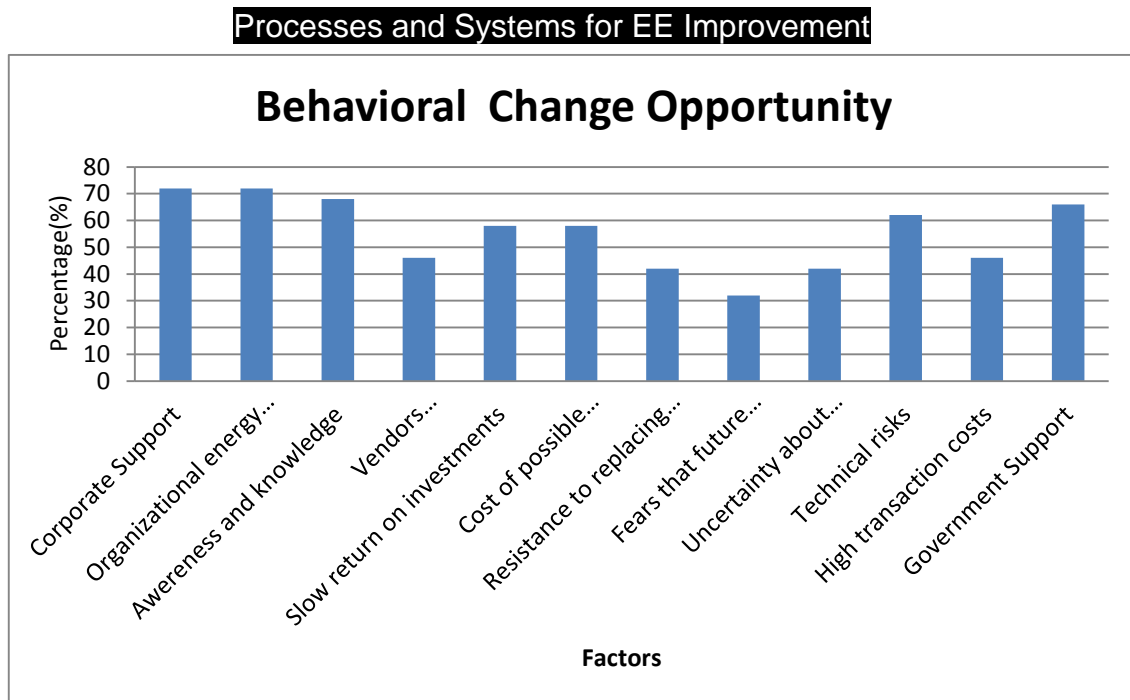 Processes and Systems for EE Improvement
Behavioral Change Opportunity
Percentage(%)
80
70
60
50
40
30
20
10
0
Corporate Support
Organizational energy...
Awereness and knowledge
Vendors...
Slow return on investments
Cost of possible...
Resistance to replacing...
Fears that future...
Uncertainty about...
Technical risks
High transaction costs
Government Support
Factors